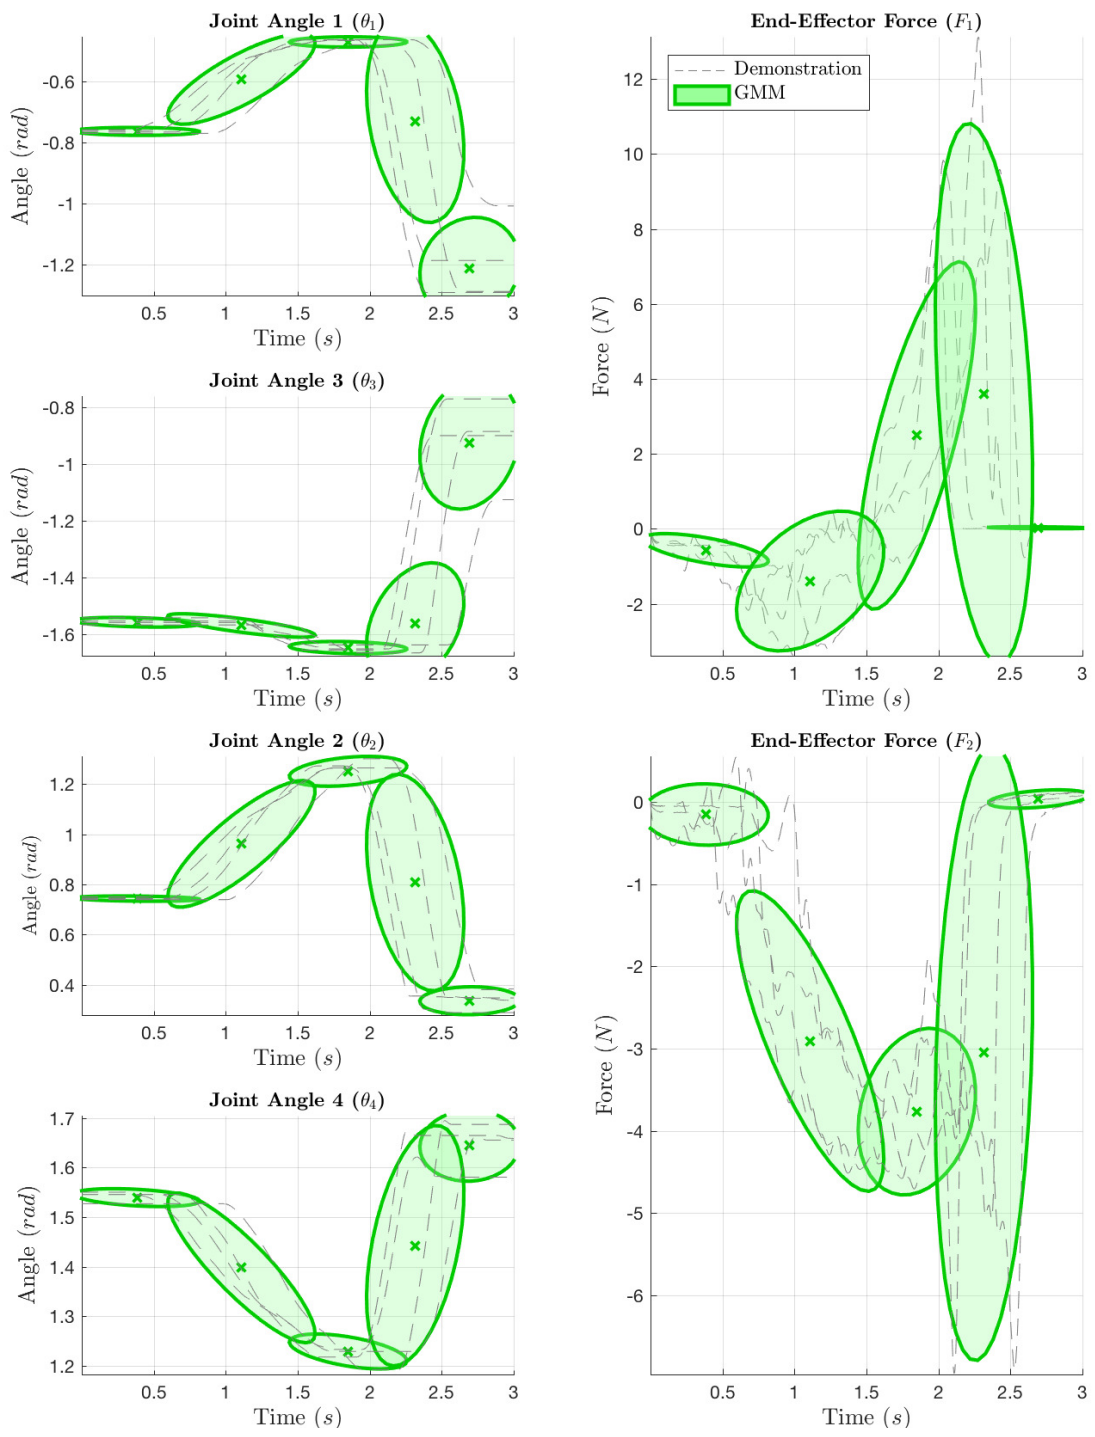 Joint Angle 1 (θ₁)
Angle (rad)
-0.6
-0.8
-1
-1.2
0.5 1 1.5 2 2.5 3
Time (s)
Joint Angle 3 (θ₃)
Angle (rad)
-0.8
-1
-1.2
-1.4
-1.6
0.5 1 1.5 2 2.5 3
Time (s)
Joint Angle 2 (θ₂)
Angle (rad)
1.2
1
0.8
0.6
0.4
0.5 1 1.5 2 2.5 3
Time (s)
Joint Angle 4 (θ₄)
Angle (rad)
1.7
1.6
1.5
1.4
1.3
1.2
0.5 1 1.5 2 2.5 3
Time (s)
End-Effector Force (F₁)
Demonstration
GMM
Force (N)
12
10
8
6
4
2
0
-2
0.5 1 1.5 2 2.5 3
Time (s)
End-Effector Force (F₂)
Force (N)
0
-1
-2
-3
-4
-5
-6
0.5 1 1.5 2 2.5 3
Time (s)